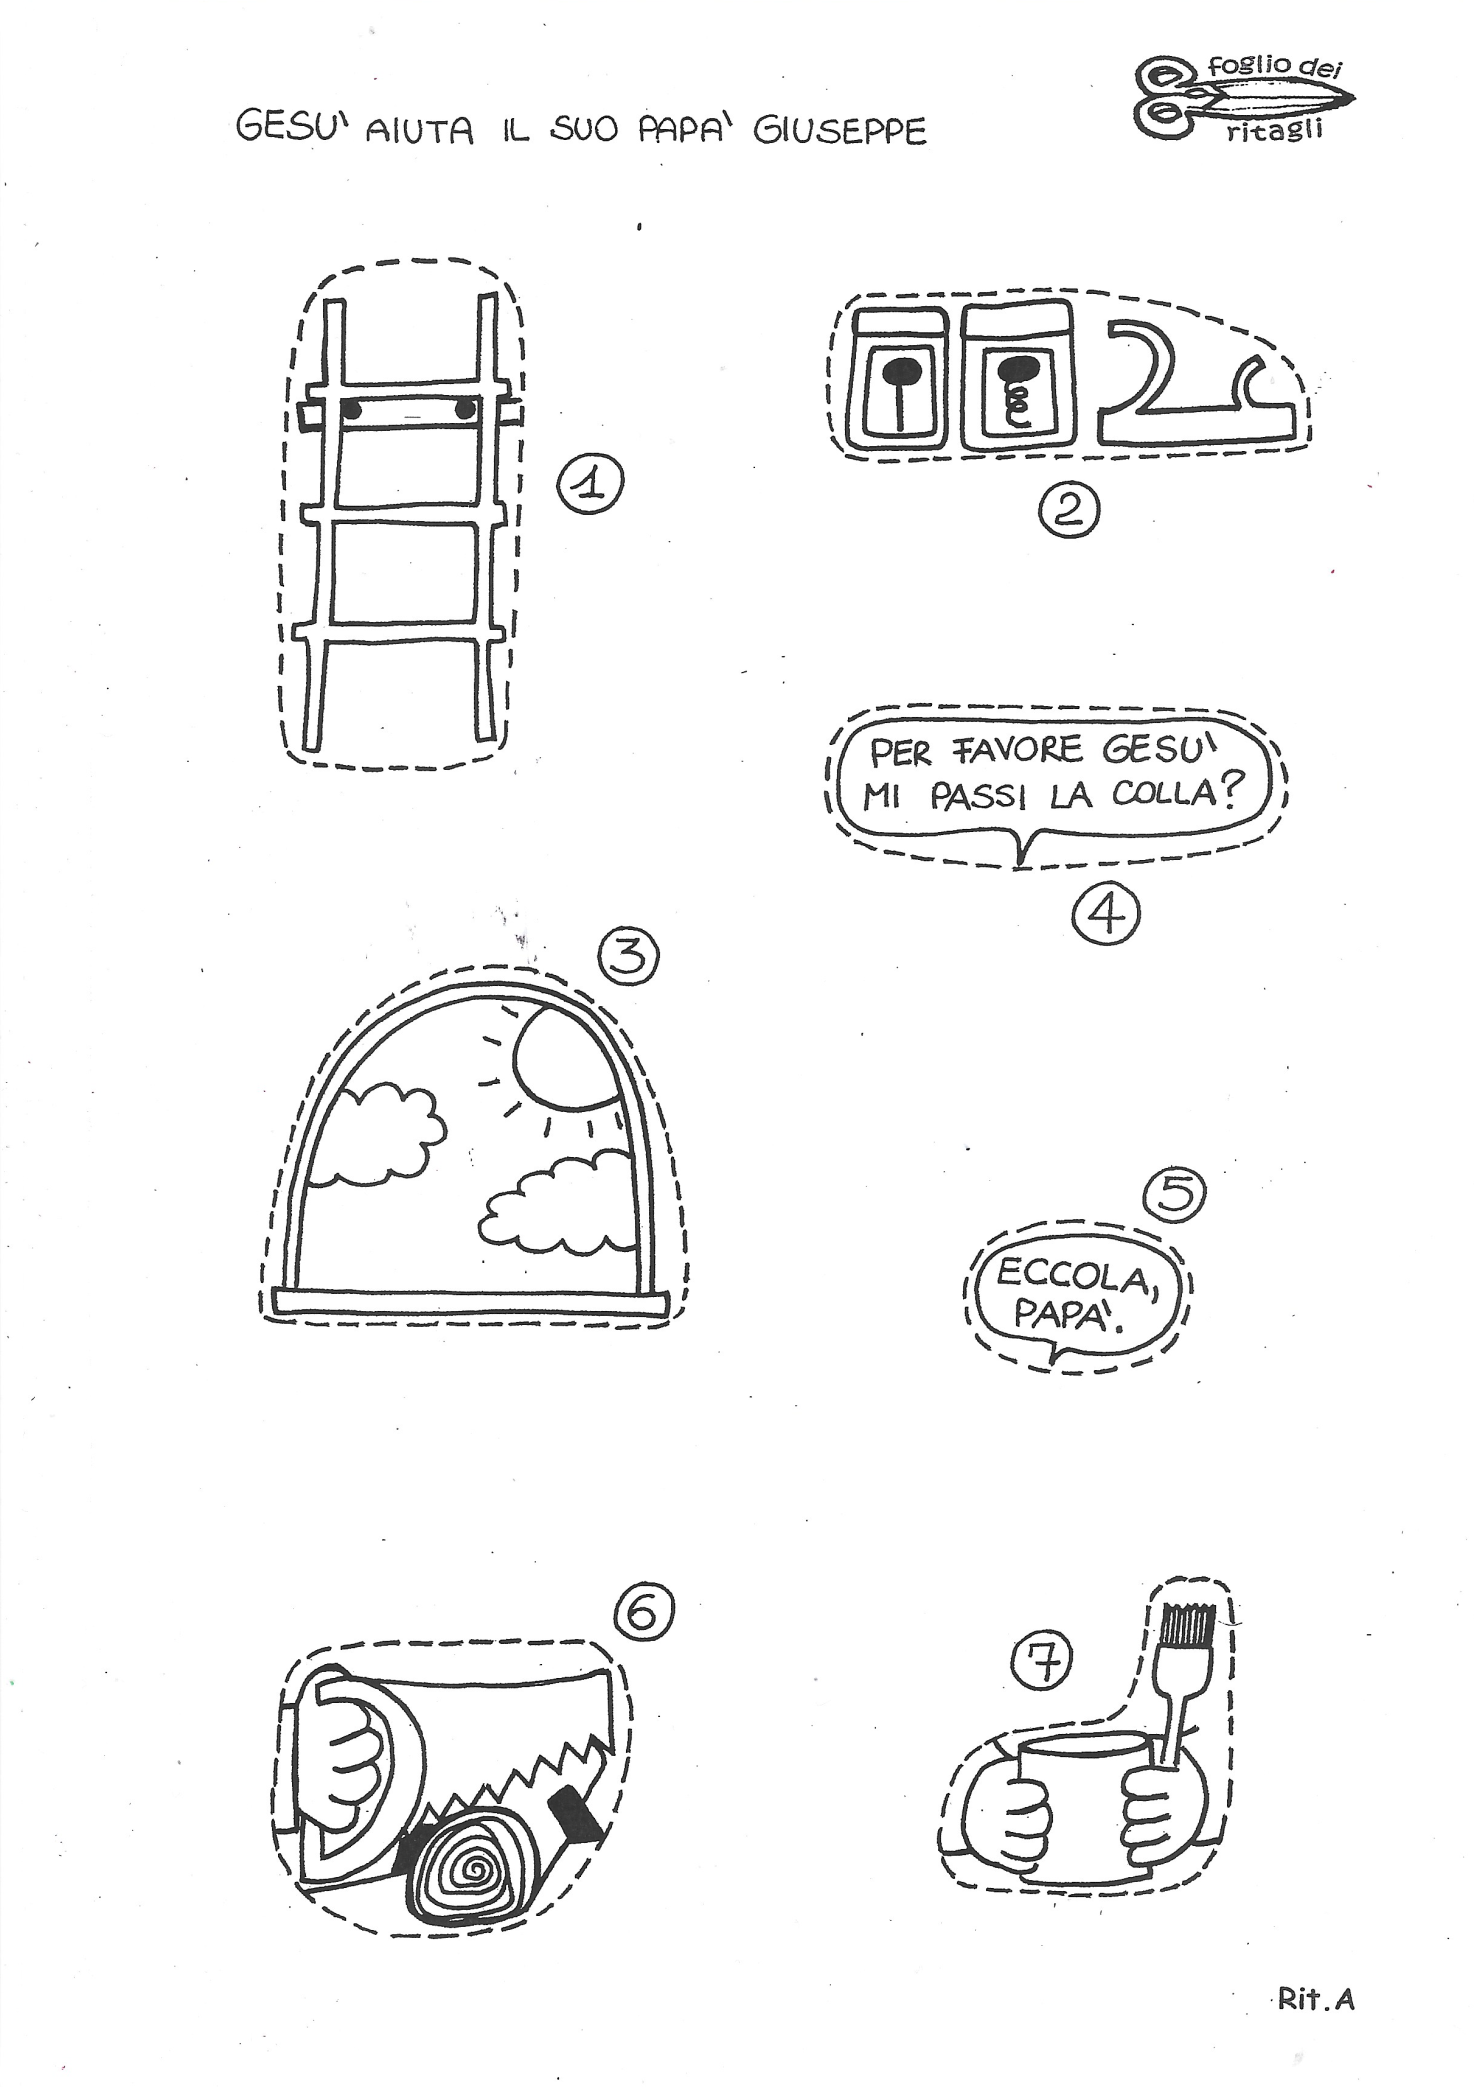 foglio dei
ritagli
GESU' AIUTA IL SUO PAPA' GIUSEPPE
1
2
PER FAVORE GESU'
MI PASSI LA COLLA?
4
3
5
ECCOLA,
PAPA'.
6
7
Rit.A